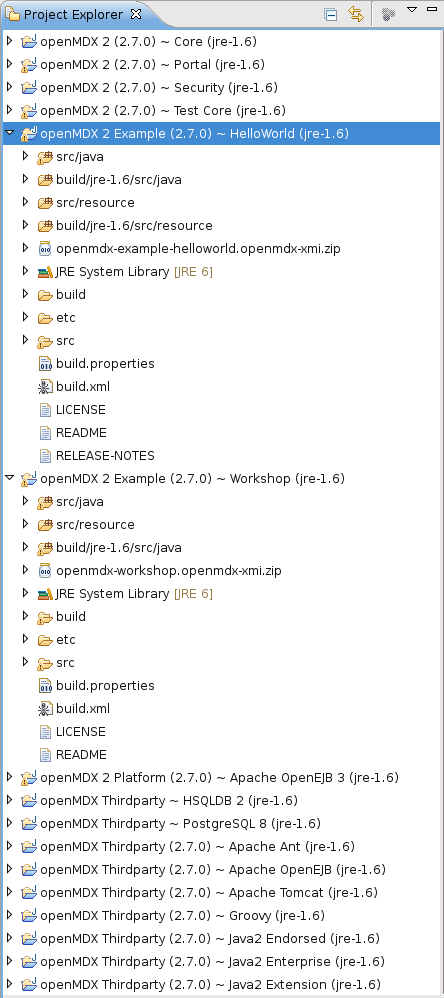 Project Explorer
openMDX 2 (2.7.0) ~ Core (jre-1.6)
openMDX 2 (2.7.0) ~ Portal (jre-1.6)
openMDX 2 (2.7.0) ~ Security (jre-1.6)
openMDX 2 (2.7.0) ~ Test Core (jre-1.6)
openMDX 2 Example (2.7.0) ~ HelloWorld (jre-1.6)
src/java
build/jre-1.6/src/java
src/resource
build/jre-1.6/src/resource
openmdx-example-helloworld.openmdx-xmi.zip
JRE System Library [JRE 6]
build
etc
src
build.properties
build.xml
LICENSE
README
RELEASE-NOTES
openMDX 2 Example (2.7.0) ~ Workshop (jre-1.6)
src/java
src/resource
build/jre-1.6/src/java
openmdx-workshop.openmdx-xmi.zip
JRE System Library [JRE 6]
build
etc
src
build.properties
build.xml
LICENSE
README
openMDX 2 Platform (2.7.0) ~ Apache OpenEJB 3 (jre-1.6)
openMDX Thirdparty ~ HSQLDB 2 (jre-1.6)
openMDX Thirdparty ~ PostgreSQL 8 (jre-1.6)
openMDX Thirdparty (2.7.0) ~ Apache Ant (jre-1.6)
openMDX Thirdparty (2.7.0) ~ Apache OpenEJB (jre-1.6)
openMDX Thirdparty (2.7.0) ~ Apache Tomcat (jre-1.6)
openMDX Thirdparty (2.7.0) ~ Groovy (jre-1.6)
openMDX Thirdparty (2.7.0) ~ Java2 Endorsed (jre-1.6)
openMDX Thirdparty (2.7.0) ~ Java2 Enterprise (jre-1.6)
openMDX Thirdparty (2.7.0) ~ Java2 Extension (jre-1.6)